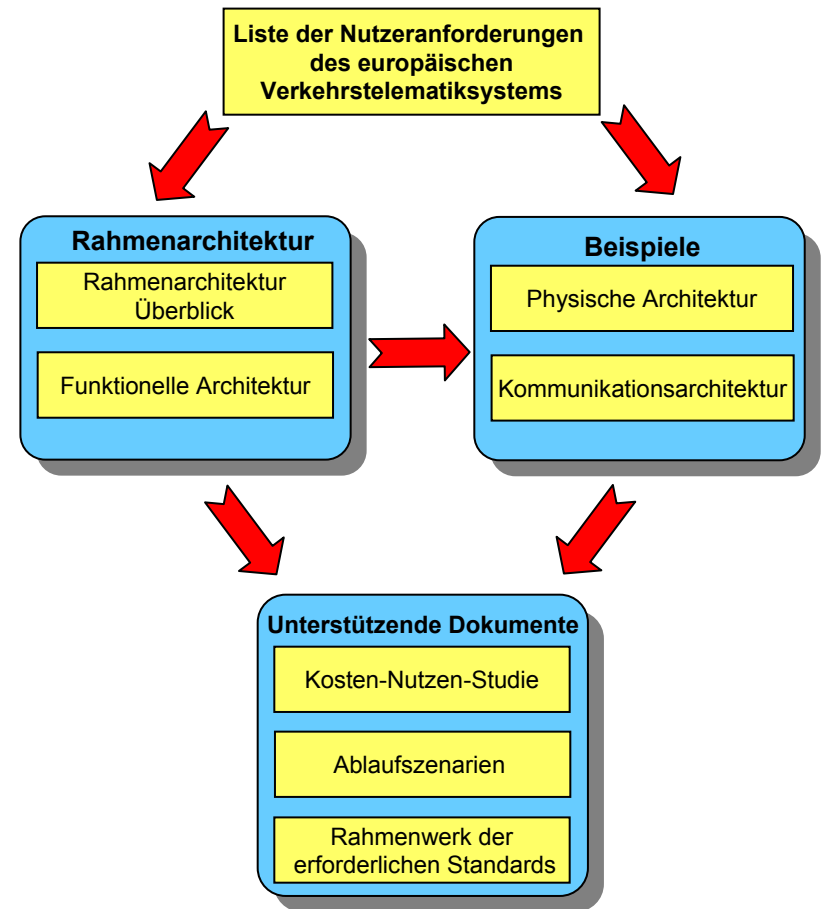 Liste der Nutzeranforderungen
des europäischen
Verkehrstelematiksystems
Rahmenarchitektur
Rahmenarchitektur
Überblick
Funktionelle Architektur
Beispiele
Physische Architektur
Kommunikationsarchitektur
Unterstützende Dokumente
Kosten-Nutzen-Studie
Ablaufszenarien
Rahmenwerk der
erforderlichen Standards